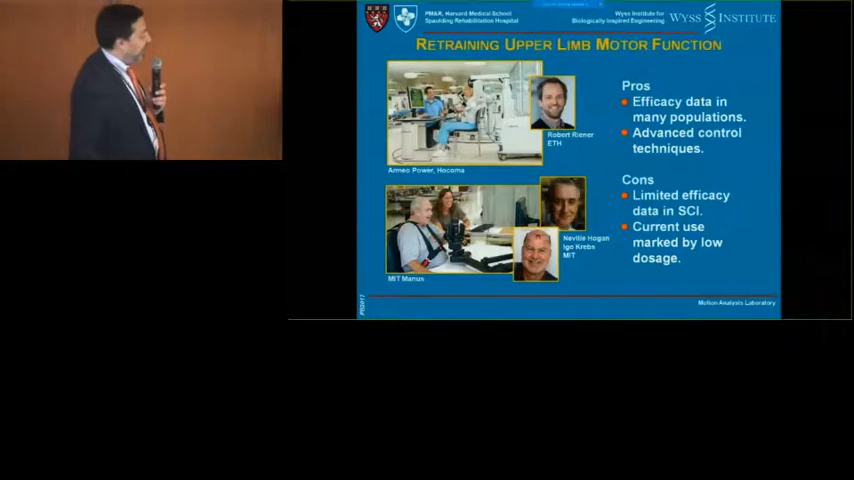 PM&R, Harvard Medical School
Spaulding Rehabilitation Hospital
Wyss Institute for
Biologically Inspired Engineering
WYSS INSTITUTE
RETRAINING UPPER LIMB MOTOR FUNCTION
Robert Riener
ETH
Armeo Power, Hocoma
Neville Hogan
Igo Krebs
MIT
MIT Manus
Pros
Efficacy data in
many populations.
Advanced control
techniques.
Cons
Limited efficacy
data in SCI.
Current use
marked by low
dosage.
Motion Analysis Laboratory